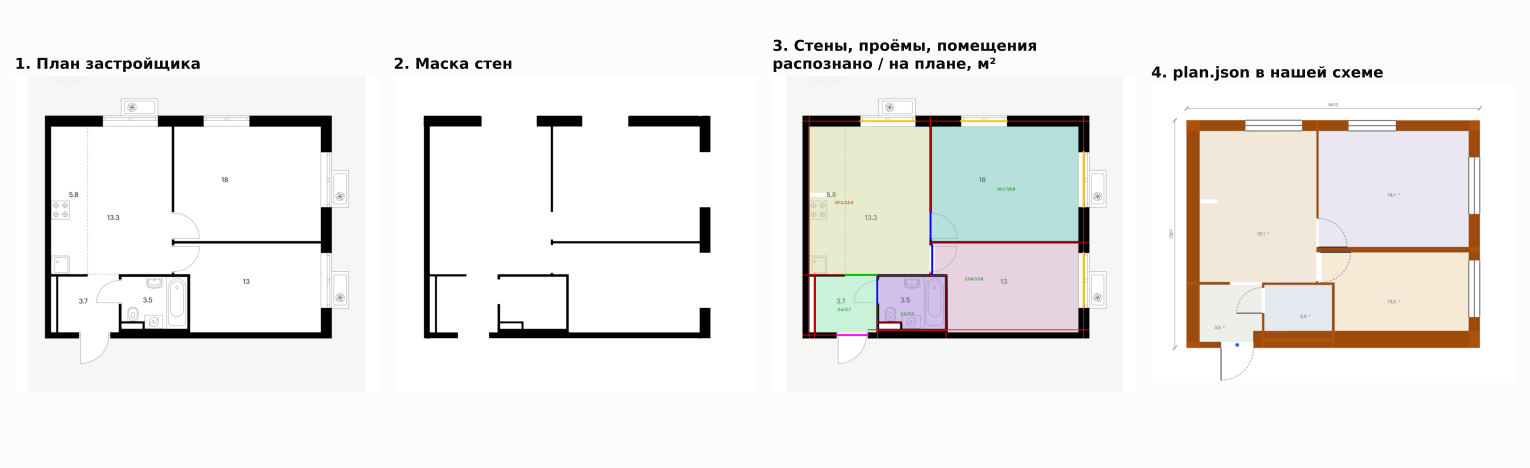 1. План застройщика
5.8
18
13.3
13
3.7
3.5
2. Маска стен
3. Стены, проёмы, помещения
распознано / на плане, м²
5.8
18
13.3
13
3.7
3.5
4. plan.json в нашей схеме